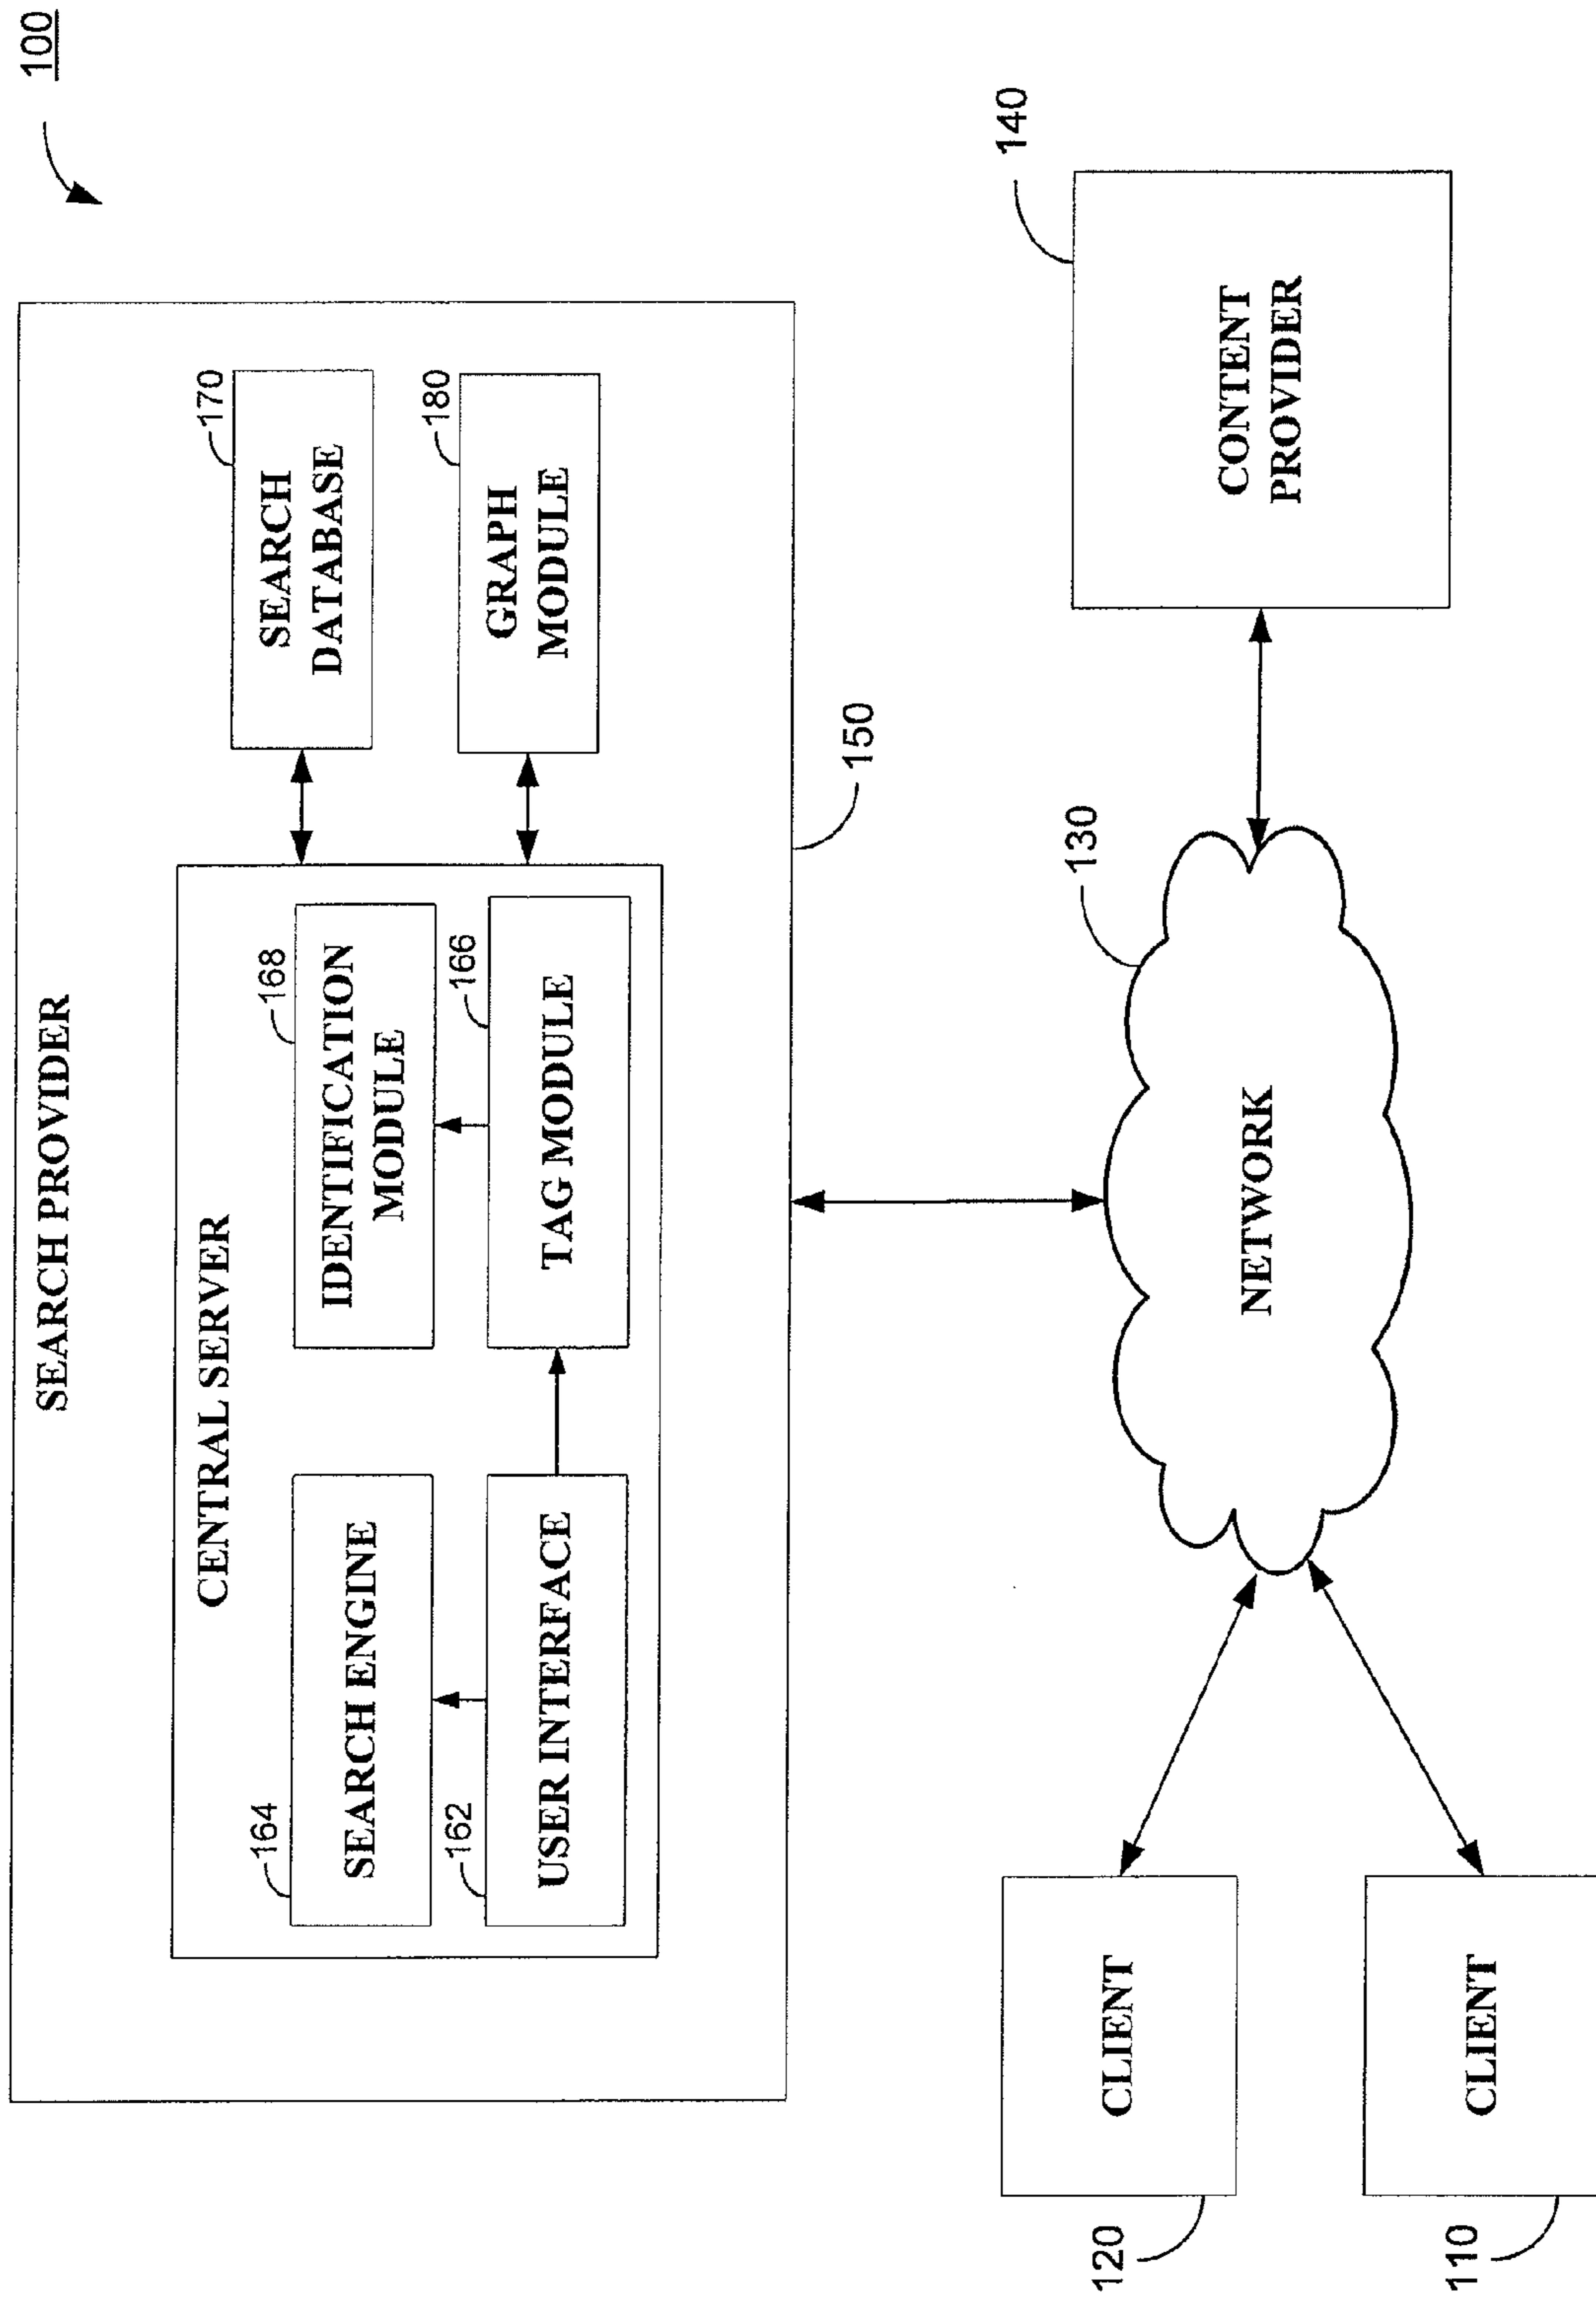 100
SEARCH PROVIDER
CENTRAL SERVER
164
SEARCH ENGINE
168
IDENTIFICATION
MODULE
170
SEARCH
DATABASE
162
USER INTERFACE
166
TAG MODULE
180
GRAPH
MODULE
150
120
CLIENT
110
CLIENT
130
NETWORK
140
CONTENT
PROVIDER